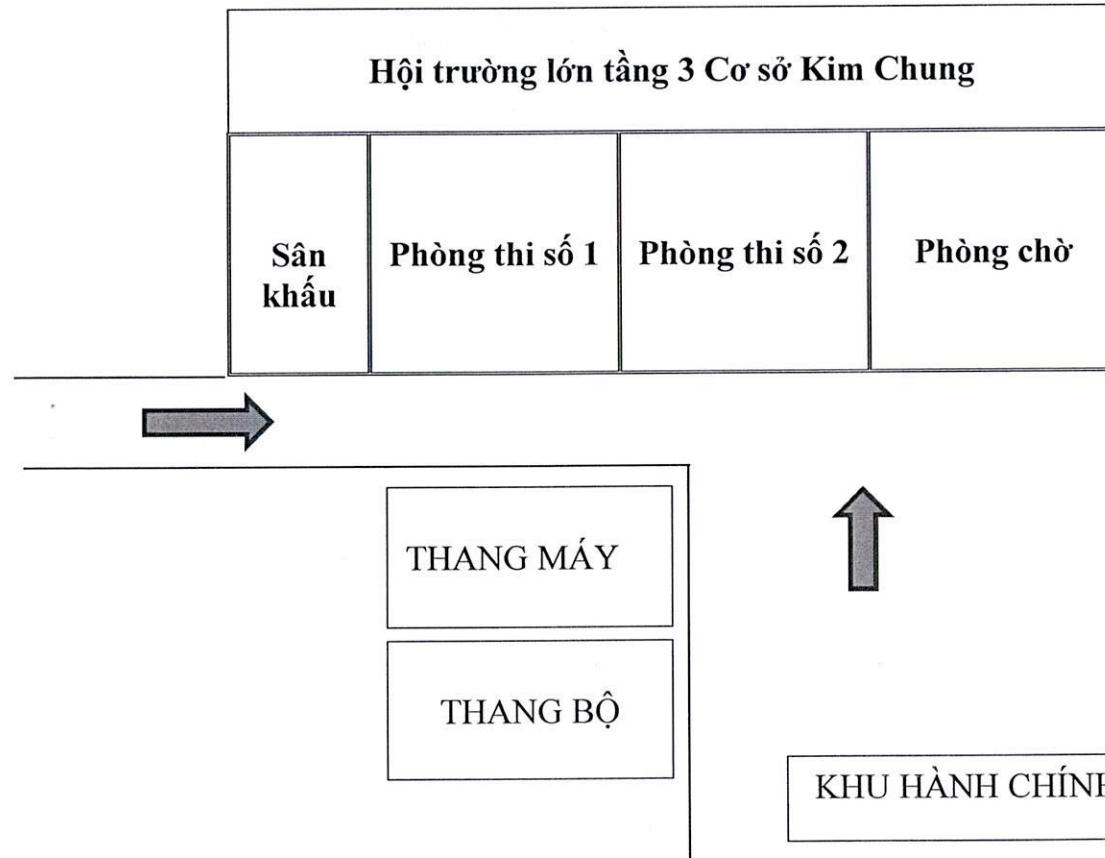 Hội trường lớn tầng 3 Cơ sở Kim Chung
Sân
khấu
Phòng thi số 1
Phòng thi số 2
Phòng chờ
THANG MÁY
THANG BỘ
KHU HÀNH CHÍNH